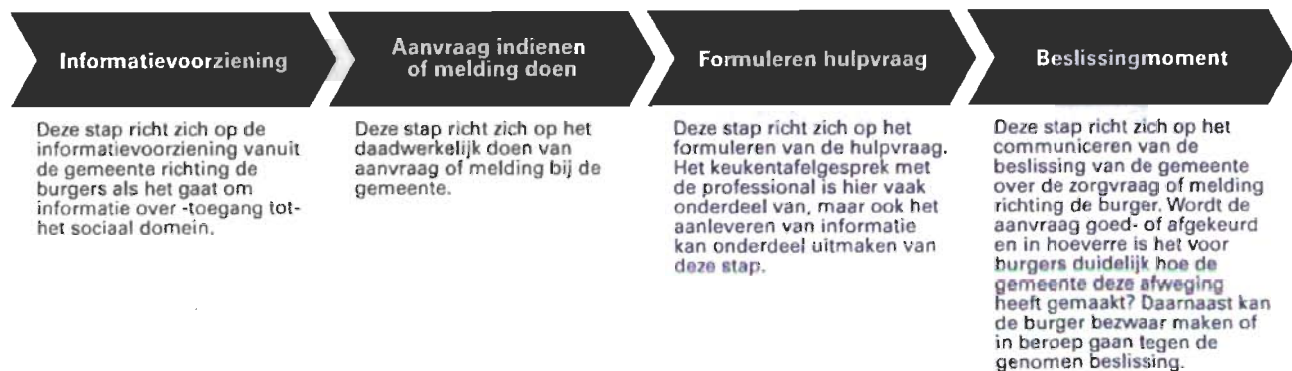 Informatievoorziening
Aanvraag indienen
of melding doen
Formuleren hulpvraag
Beslissingmoment
Deze stap richt zich op de
informatievoorziening vanuit
de gemeente richting de
burgers als het gaat om
informatie over -toegang tot-
het sociaal domein.
Deze stap richt zich op het
daadwerkelijk doen van
aanvraag of melding bij de
gemeente.
Deze stap richt zich op het
formuleren van de hulpvraag.
Het keukentafelgesprek met
de professional is hier vaak
onderdeel van, maar ook het
aanleveren van informatie
kan onderdeel uitmaken van
deze stap.
Deze stap richt zich op het
communiceren van de
beslissing van de gemeente
over de zorgvraag of melding
richting de burger. Wordt de
aanvraag goed- of afgekeurd
en in hoeverre is het voor
burgers duidelijk hoe de
gemeente deze afweging
heeft gemaakt? Daarnaast kan
de burger bezwaar maken of
in beroep gaan tegen de
genomen beslissing.